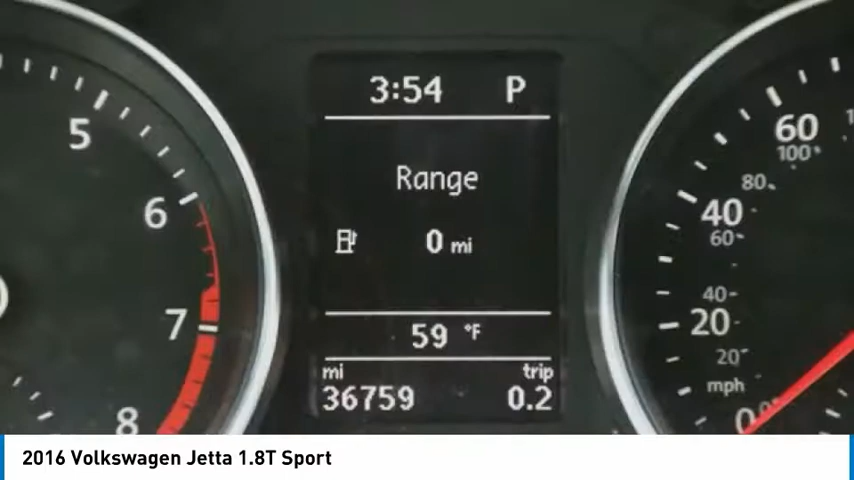 3:54 P
Range
0 mi
59 °F
mi trip
36759 0.2
5
6
7
8
60
100
80
40
60
40
20
20
mph
0
0
2016 Volkswagen Jetta 1.8T Sport